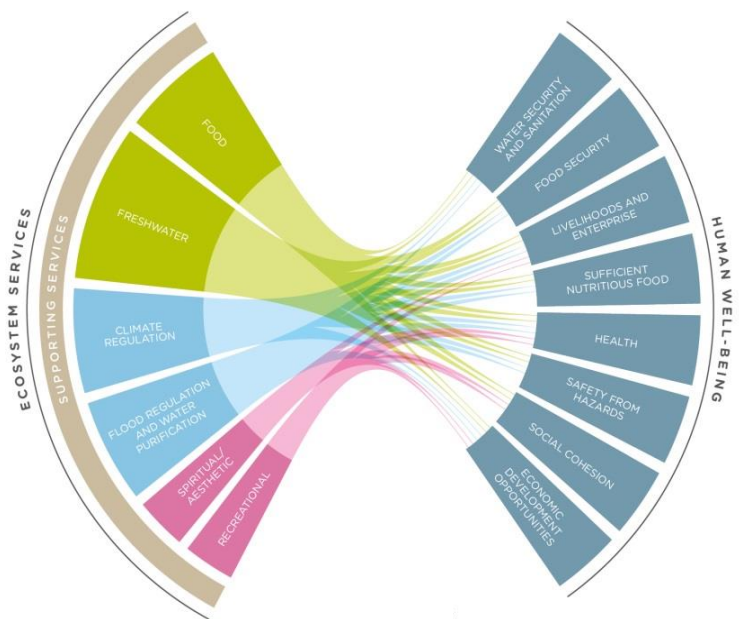 ECOSYSTEM SERVICES
SUPPORTING SERVICES
FOOD
FRESHWATER
CLIMATE
REGULATION
FLOOD REGULATION
AND WATER
PURIFICATION
SPIRITUAL/
AESTHETIC
RECREATIONAL
WATER SECURITY
AND SANITATION
FOOD SECURITY
LIVELIHOODS AND
ENTERPRISE
SUFFICIENT
NUTRITIOUS FOOD
HEALTH
SAFETY FROM
HAZARDS
SOCIAL COHESION
ECONOMIC
DEVELOPMENT
OPPORTUNITIES
HUMAN WELL-BEING